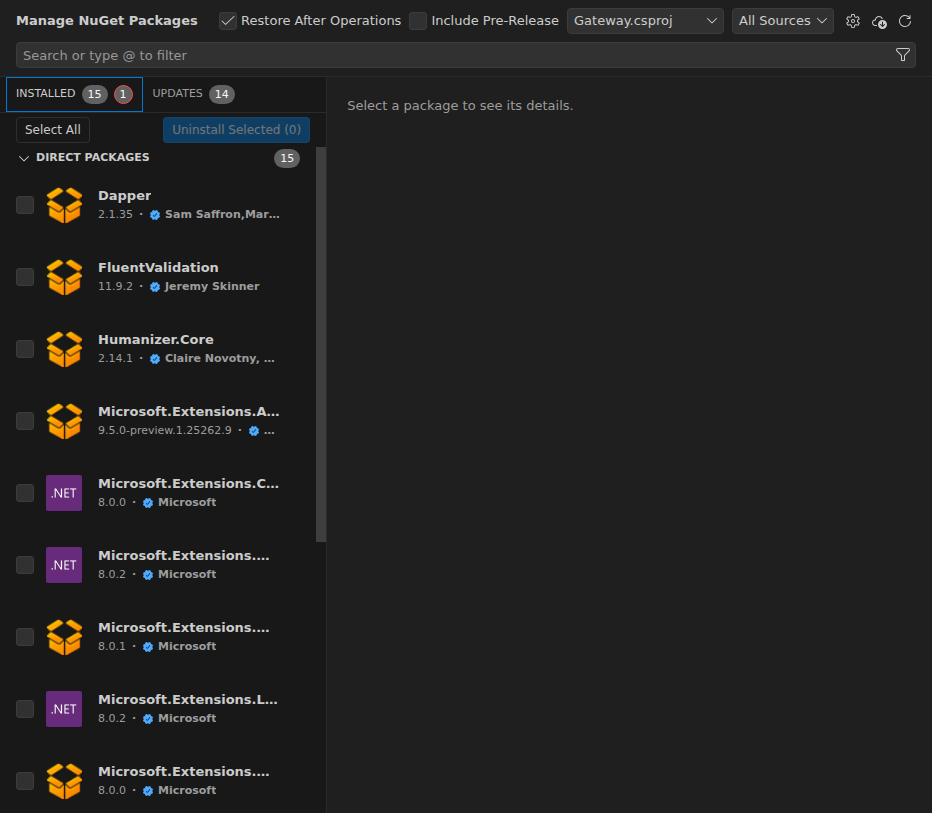 Manage NuGet Packages Restore After Operations Include Pre-Release Gateway.csproj All Sources
Search or type @ to filter
INSTALLED 15 1 UPDATES 14
Select All Uninstall Selected (0)
DIRECT PACKAGES 15
Select a package to see its details.
Dapper
2.1.35 · Sam Saffron,Mar...
FluentValidation
11.9.2 · Jeremy Skinner
Humanizer.Core
2.14.1 · Claire Novotny, ...
Microsoft.Extensions.A...
9.5.0-preview.1.25262.9 · ...
.NET
Microsoft.Extensions.C...
8.0.0 · Microsoft
.NET
Microsoft.Extensions....
8.0.2 · Microsoft
Microsoft.Extensions....
8.0.1 · Microsoft
.NET
Microsoft.Extensions.L...
8.0.2 · Microsoft
Microsoft.Extensions....
8.0.0 · Microsoft